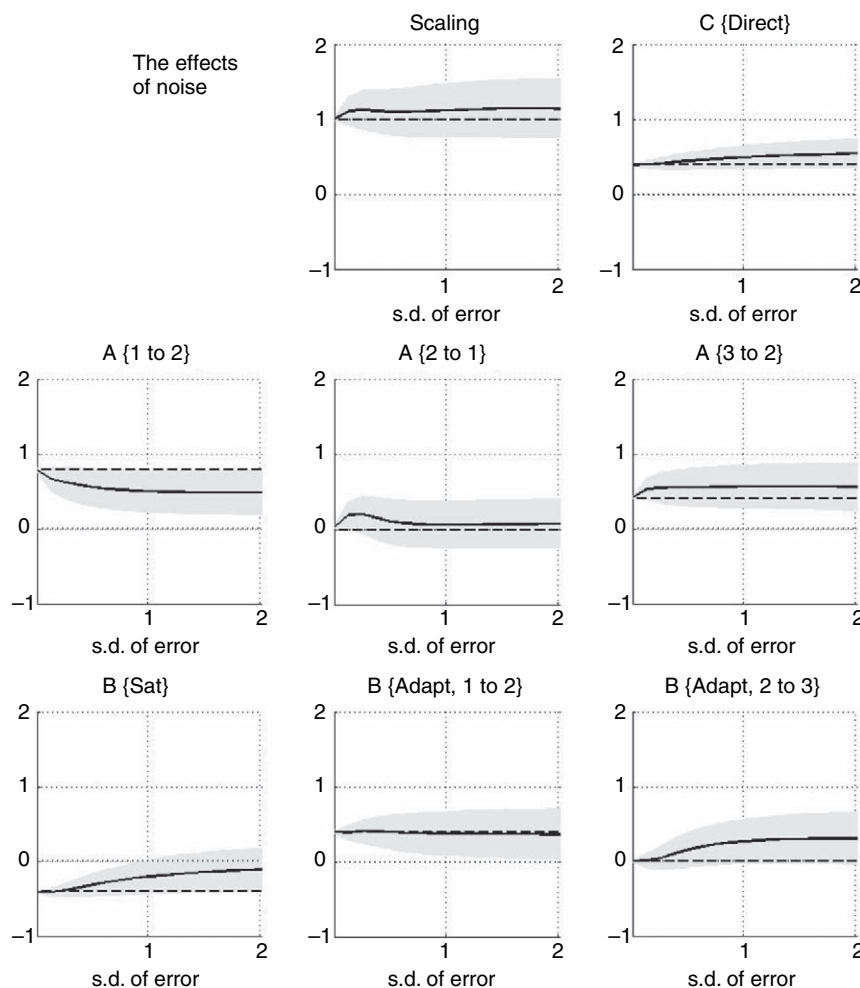 The effects
of noise
Scaling
2
1
0
−1
1 2
s.d. of error
C {Direct}
2
1
0
−1
1 2
s.d. of error
A {1 to 2}
2
1
0
−1
1 2
s.d. of error
A {2 to 1}
2
1
0
−1
1 2
s.d. of error
A {3 to 2}
2
1
0
−1
1 2
s.d. of error
B {Sat}
2
1
0
−1
1 2
s.d. of error
B {Adapt, 1 to 2}
2
1
0
−1
1 2
s.d. of error
B {Adapt, 2 to 3}
2
1
0
−1
1 2
s.d. of error